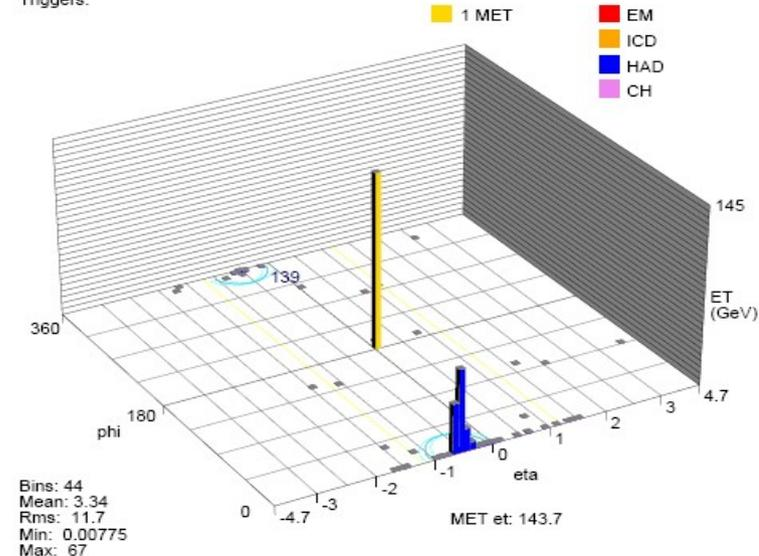 Triggers:
1 MET
EM
ICD
HAD
CH
145
ET
(GeV)
139
360
180
phi
0
-4.7
-3
-2
-1
0
1
2
3
4.7
eta
MET et: 143.7
Bins: 44
Mean: 3.34
Rms: 11.7
Min: 0.00775
Max: 67